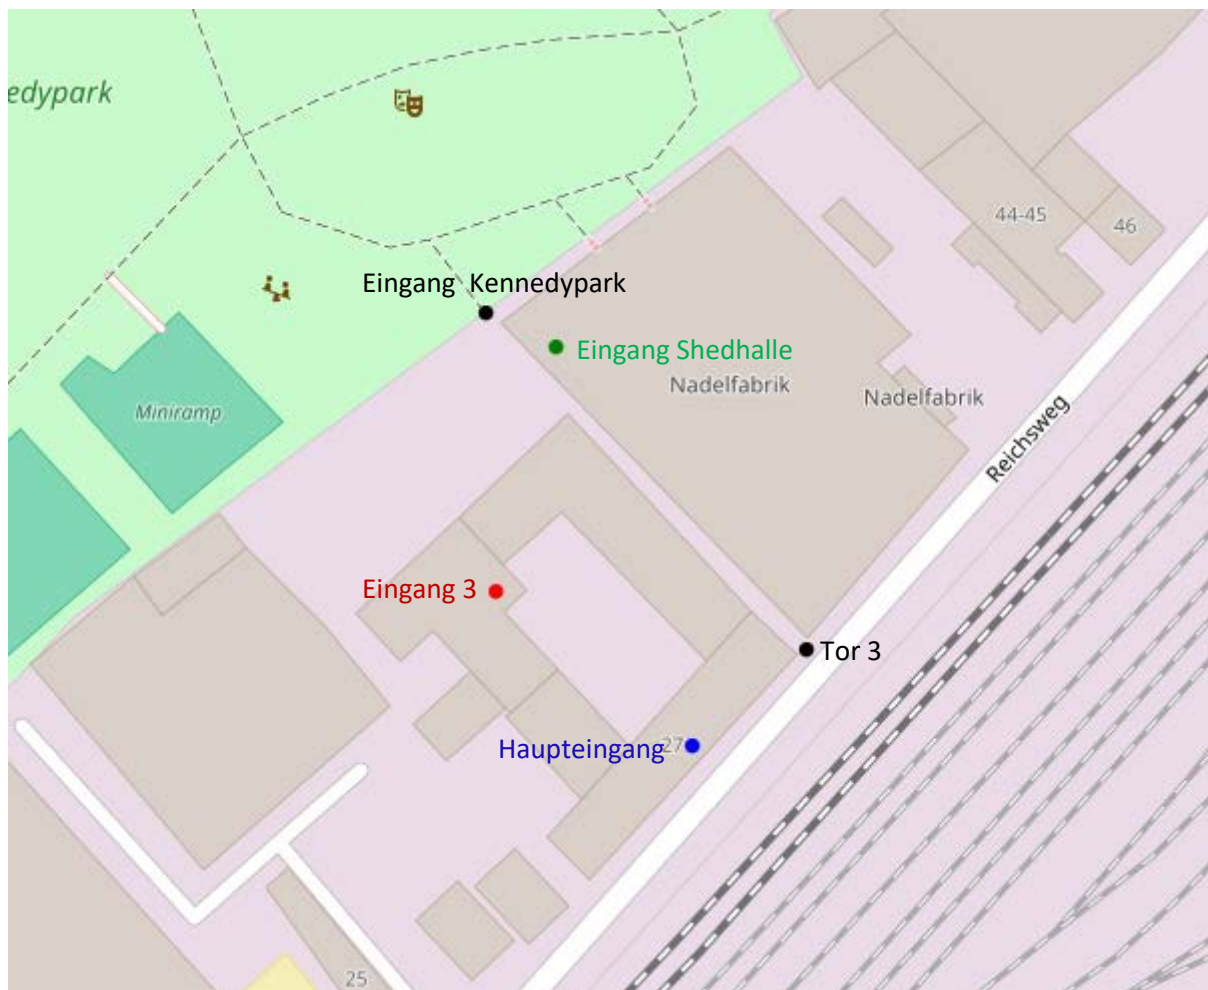 edypark
44-45
46
Eingang Kennedypark
Eingang Shedhalle
Nadelfabrik
Nadelfabrik
Miniramp
Reichsweg
Eingang 3
Tor 3
Haupteingang
27
25